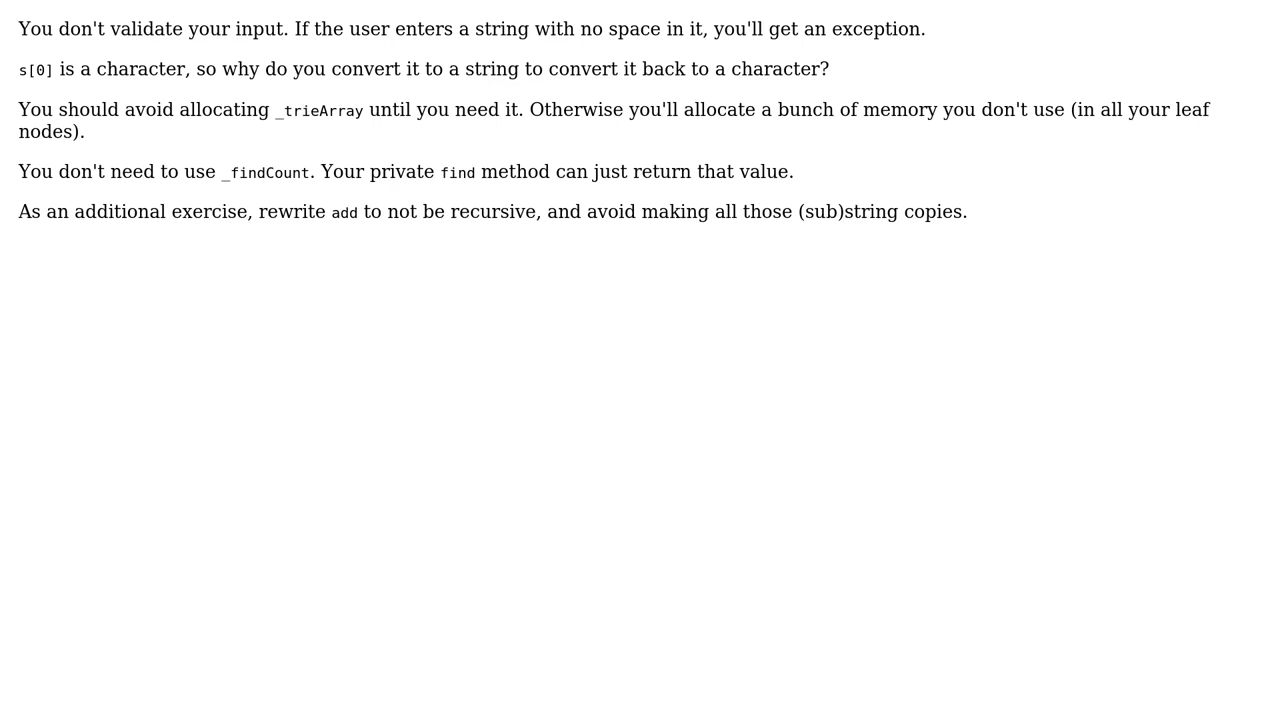 You don't validate your input. If the user enters a string with no space in it, you'll get an exception.
s[0] is a character, so why do you convert it to a string to convert it back to a character?
You should avoid allocating _trieArray until you need it. Otherwise you'll allocate a bunch of memory you don't use (in all your leaf
nodes).
You don't need to use _findCount. Your private find method can just return that value.
As an additional exercise, rewrite add to not be recursive, and avoid making all those (sub)string copies.